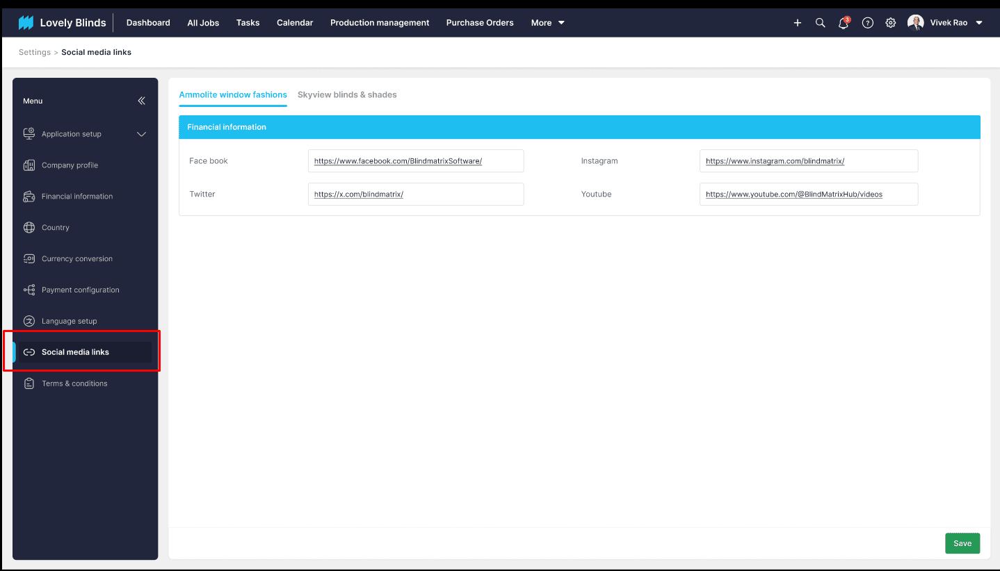 Lovely Blinds Dashboard All Jobs Tasks Calendar Production management Purchase Orders More 3 ? Vivek Rao
Settings > Social media links
Menu
Application setup
Company profile
Financial information
Country
Currency conversion
Payment configuration
Language setup
Social media links
Terms & conditions
Ammolite window fashions Skyview blinds & shades
Financial information
Face book https://www.facebook.com/BlindmatrixSoftware/ Instagram https://www.instagram.com/blindmatrix/
Twitter https://x.com/blindmatrix/ Youtube https://www.youtube.com/@BlindMatrixHub/videos
Save